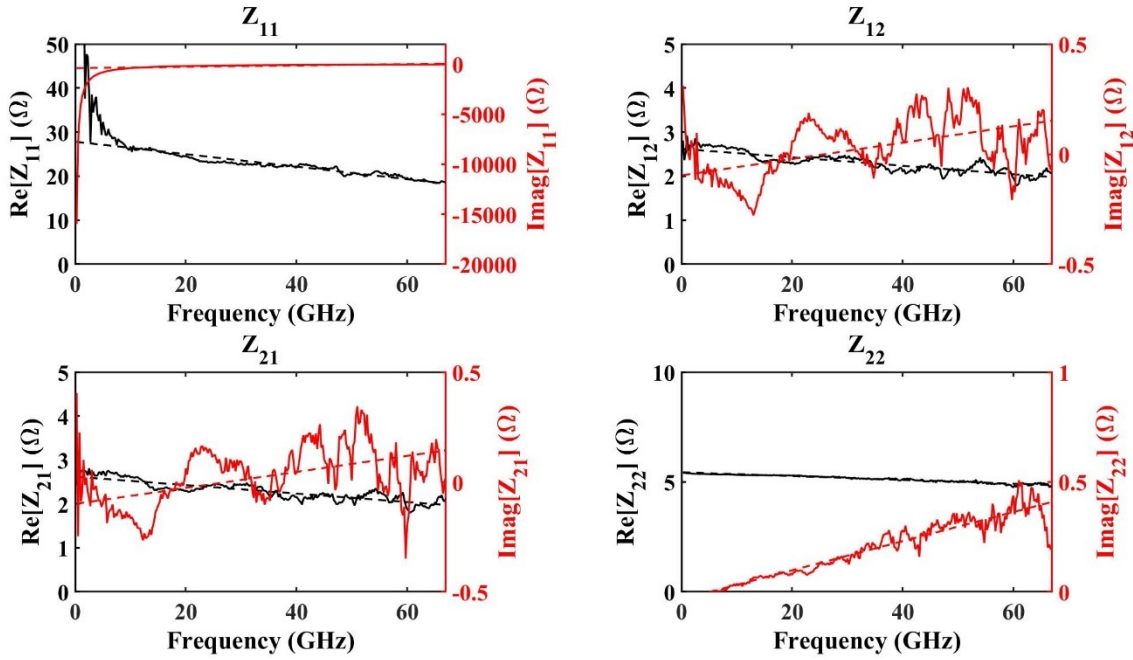 Z11
Re[Z11] (Ω)
50
40
30
20
10
0
0
-5000
-10000
-15000
-20000
Imag[Z11] (Ω)
0 20 40 60
Frequency (GHz)
Z12
Re[Z12] (Ω)
5
4
3
2
1
0
0.5
0
-0.5
Imag[Z12] (Ω)
0 20 40 60
Frequency (GHz)
Z21
Re[Z21] (Ω)
5
4
3
2
1
0
0.5
0
-0.5
Imag[Z21] (Ω)
0 20 40 60
Frequency (GHz)
Z22
Re[Z22] (Ω)
10
5
0
1
0.5
0
Imag[Z22] (Ω)
0 20 40 60
Frequency (GHz)